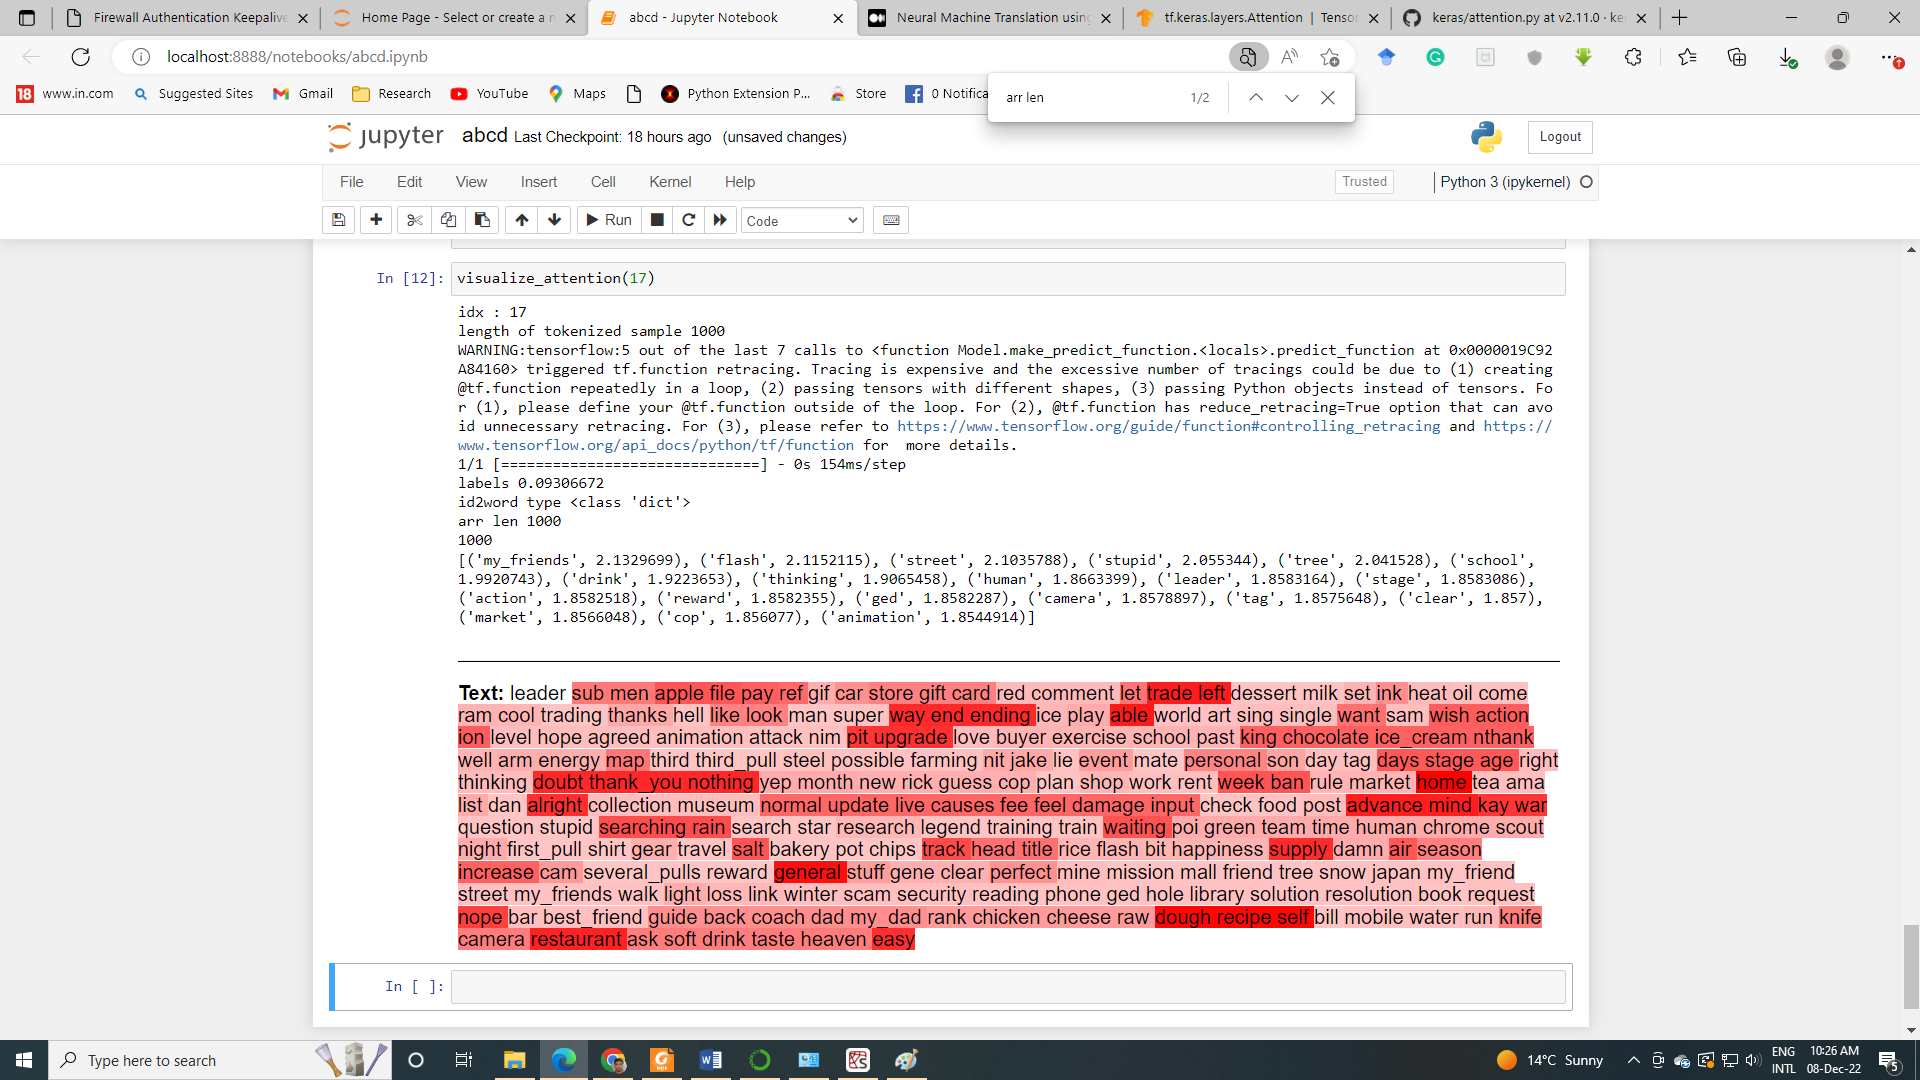 Firewall Authentication Keepalive
Home Page - Select or create a n
abcd - Jupyter Notebook
Neural Machine Translation using
tf.keras.layers.Attention | Tensor
keras/attention.py at v2.11.0 · ke
localhost:8888/notebooks/abcd.ipynb
18 www.in.com
Suggested Sites
Gmail
Research
YouTube
Maps
Python Extension P...
Store
0 Notifica
arr len 1/2
jupyter abcd Last Checkpoint: 18 hours ago (unsaved changes)
Logout
File Edit View Insert Cell Kernel Help
Trusted
Python 3 (ipykernel)
Run
Code
In [12]: visualize_attention(17)
idx : 17
length of tokenized sample 1000
WARNING:tensorflow:5 out of the last 7 calls to <function Model.make_predict_function.<locals>.predict_function at 0x0000019C92
A84160> triggered tf.function retracing. Tracing is expensive and the excessive number of tracings could be due to (1) creating
@tf.function repeatedly in a loop, (2) passing tensors with different shapes, (3) passing Python objects instead of tensors. Fo
r (1), please define your @tf.function outside of the loop. For (2), @tf.function has reduce_retracing=True option that can avo
id unnecessary retracing. For (3), please refer to https://www.tensorflow.org/guide/function#controlling_retracing and https://
www.tensorflow.org/api_docs/python/tf/function for  more details.
1/1 [==============================] - 0s 154ms/step
labels 0.09306672
id2word type <class 'dict'>
arr len 1000
1000
[('my_friends', 2.1329699), ('flash', 2.1152115), ('street', 2.1035788), ('stupid', 2.055344), ('tree', 2.041528), ('school',
1.9920743), ('drink', 1.9223653), ('thinking', 1.9065458), ('human', 1.8663399), ('leader', 1.8583164), ('stage', 1.8583086),
('action', 1.8582518), ('reward', 1.8582355), ('ged', 1.8582287), ('camera', 1.8578897), ('tag', 1.8575648), ('clear', 1.857),
('market', 1.8566048), ('cop', 1.856077), ('animation', 1.8544914)]
Text: leader sub men apple file pay ref gif car store gift card red comment let trade left dessert milk set ink heat oil come
ram cool trading thanks hell like look man super way end ending ice play able world art sing single want sam wish action
ion level hope agreed animation attack nim pit upgrade love buyer exercise school past king chocolate ice_cream nthank
well arm energy map third third_pull steel possible farming nit jake lie event mate personal son day tag days stage age right
thinking doubt thank_you nothing yep month new rick guess cop plan shop work rent week ban rule market home tea ama
list dan alright collection museum normal update live causes fee feel damage input check food post advance mind kay war
question stupid searching rain search star research legend training train waiting poi green team time human chrome scout
night first_pull shirt gear travel salt bakery pot chips track head title rice flash bit happiness supply damn air season
increase cam several_pulls reward general stuff gene clear perfect mine mission mall friend tree snow japan my_friend
street my_friends walk light loss link winter scam security reading phone ged hole library solution resolution book request
nope bar best_friend guide back coach dad my_dad rank chicken cheese raw dough recipe self bill mobile water run knife
camera restaurant ask soft drink taste heaven easy
In [ ]:
Type here to search
14°C Sunny
ENG
INTL
10:26 AM
08-Dec-22
5